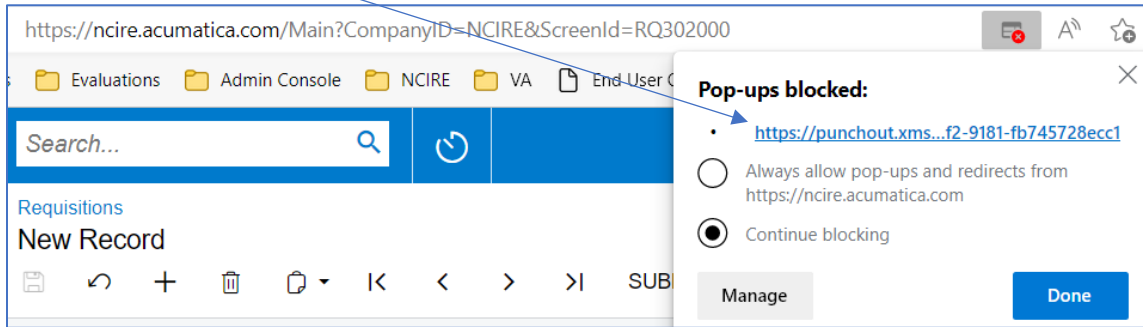 https://ncire.acumatica.com/Main?CompanyID=NCIRE&ScreenId=RQ302000
Evaluations Admin Console NCIRE VA End User
Search...
Requisitions
New Record
Pop-ups blocked:
• https://punchout.xms...f2-9181-fb745728ecc1
Always allow pop-ups and redirects from
https://ncire.acumatica.com
Continue blocking
Manage Done